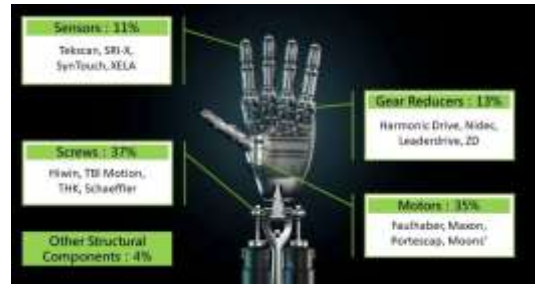 Sensors : 11%
Tekscan, SRI-X,
SynTouch, XELA
Gear Reducers : 13%
Harmonic Drive, Nidec,
Leaderdrive, ZD
Screws : 37%
Hiwin, TBI Motion,
THK, Schaeffler
Motors : 35%
Faulhaber, Maxon,
Portescap, Moons'
Other Structural
Components : 4%